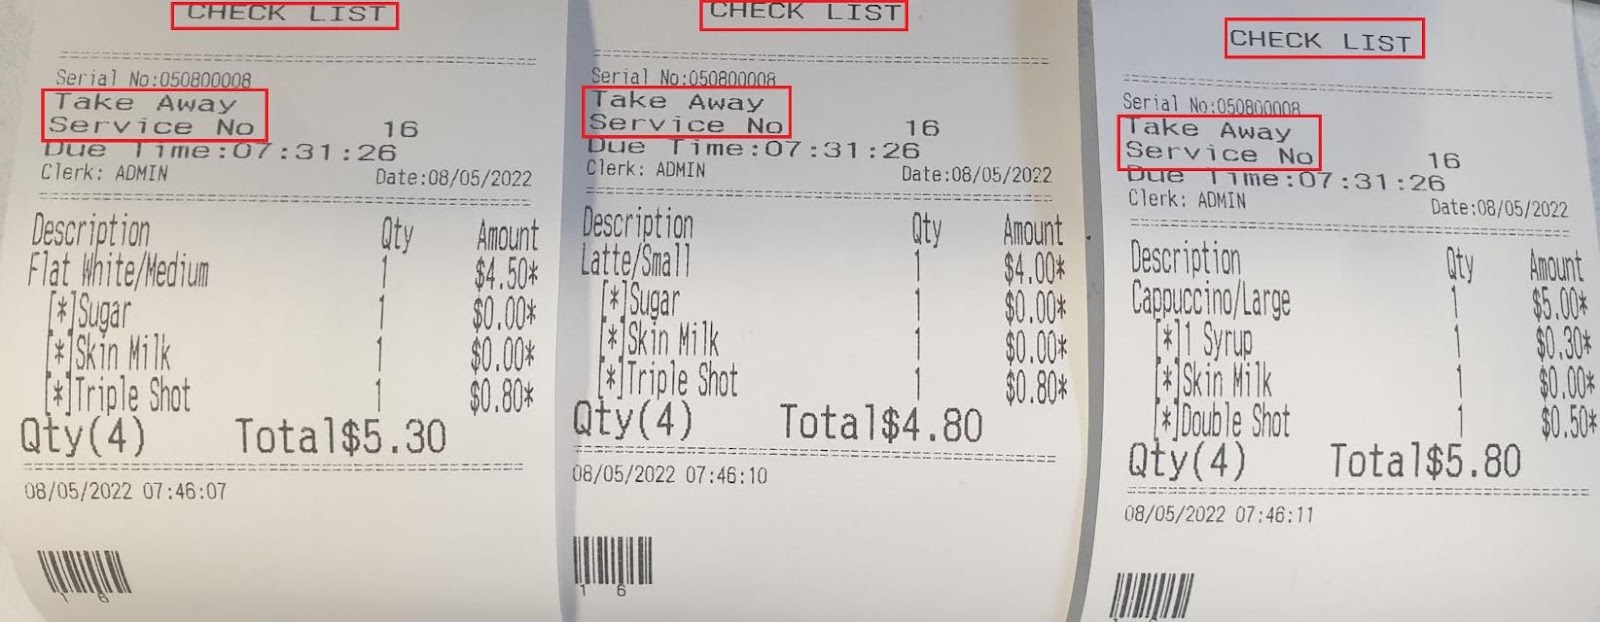 CHECK LIST
Serial No:050800008
Take Away
Service No 16
Due Time:07:31:26
Clerk: ADMIN Date:08/05/2022
Description Qty Amount
Flat White/Medium 1 $4.50*
[*]Sugar 1 $0.00*
[*]Skin Milk 1 $0.00*
[*]Triple Shot 1 $0.80*
Qty(4) Total$5.30
08/05/2022 07:46:07
1 6
CHECK LIST
Serial No:050800008
Take Away
Service No 16
Due Time:07:31:26
Clerk: ADMIN Date:08/05/2022
Description Qty Amount
Latte/Small 1 $4.00*
[*]Sugar 1 $0.00*
[*]Skin Milk 1 $0.00*
[*]Triple Shot 1 $0.80*
Qty(4) Total$4.80
08/05/2022 07:46:10
1 6
CHECK LIST
Serial No:050800008
Take Away
Service No 16
Due Time:07:31:26
Clerk: ADMIN Date:08/05/2022
Description Qty Amount
Cappuccino/Large 1 $5.00*
[*]1 Syrup 1 $0.30*
[*]Skin Milk 1 $0.00*
[*]Double Shot 1 $0.50*
Qty(4) Total$5.80
08/05/2022 07:46:11